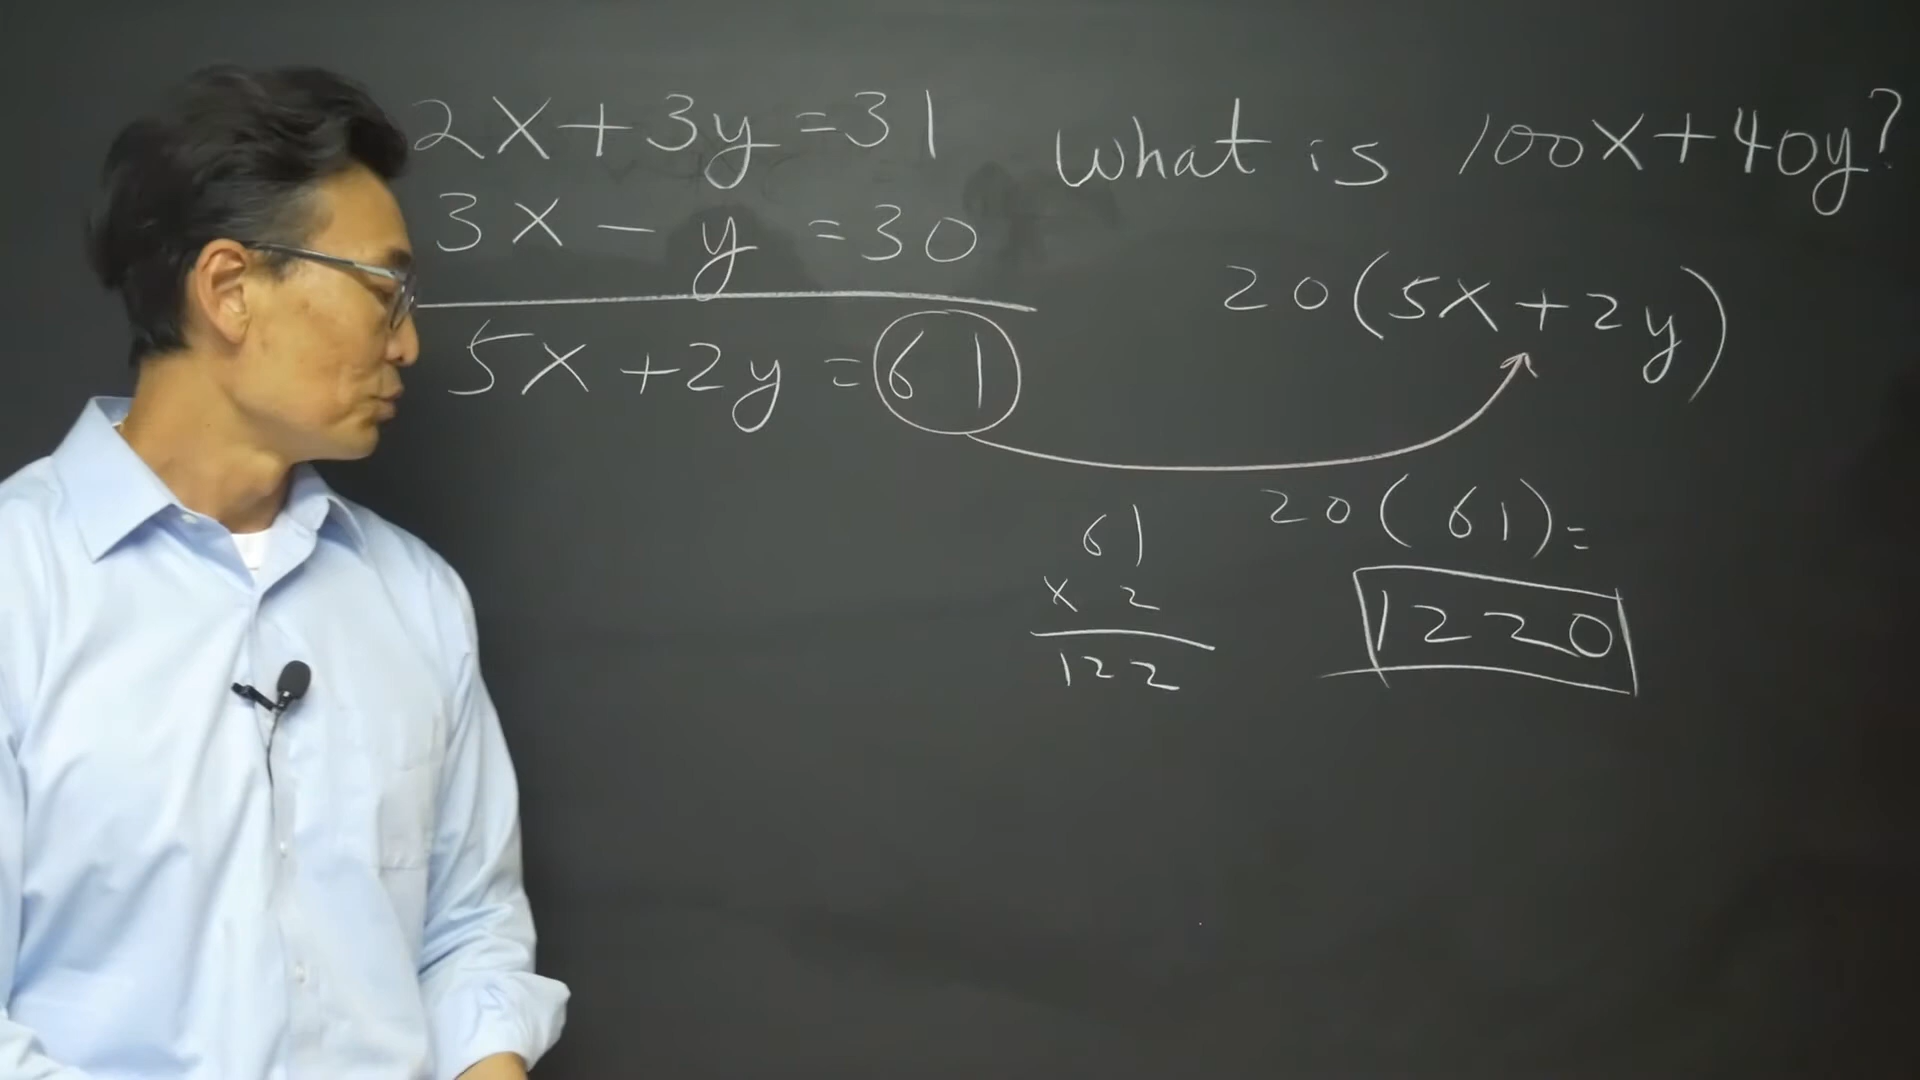 2x+3y=31
3x-y=30
5x+2y=61
What is 100x+40y?
20(5x+2y)
20(61)=
61
x 2
122
1220